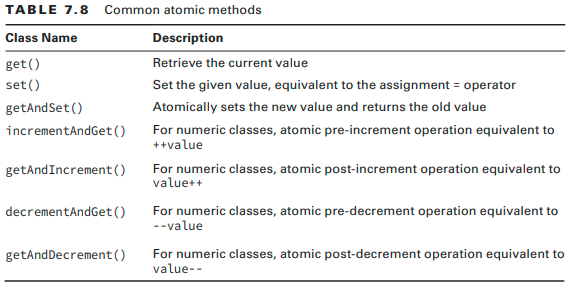 TABLE 7.8 Common atomic methods
Class Name Description
get() Retrieve the current value
set() Set the given value, equivalent to the assignment = operator
getAndSet() Atomically sets the new value and returns the old value
incrementAndGet() For numeric classes, atomic pre-increment operation equivalent to
++value
getAndIncrement() For numeric classes, atomic post-increment operation equivalent to
value++
decrementAndGet() For numeric classes, atomic pre-decrement operation equivalent to
--value
getAndDecrement() For numeric classes, atomic post-decrement operation equivalent to
value--